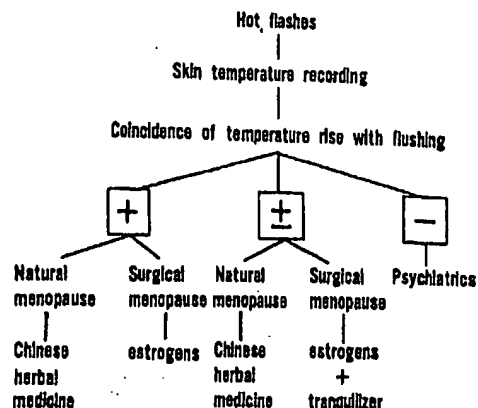 Hot flashes
Skin temperature recording
Coincidence of temperature rise with flushing
+
±
−
Natural menopause
Surgical menopause
Natural menopause
Surgical menopause
Psychiatrics
Chinese herbal medicine
estrogens
Chinese herbal medicine
estrogens
+
tranquilizer